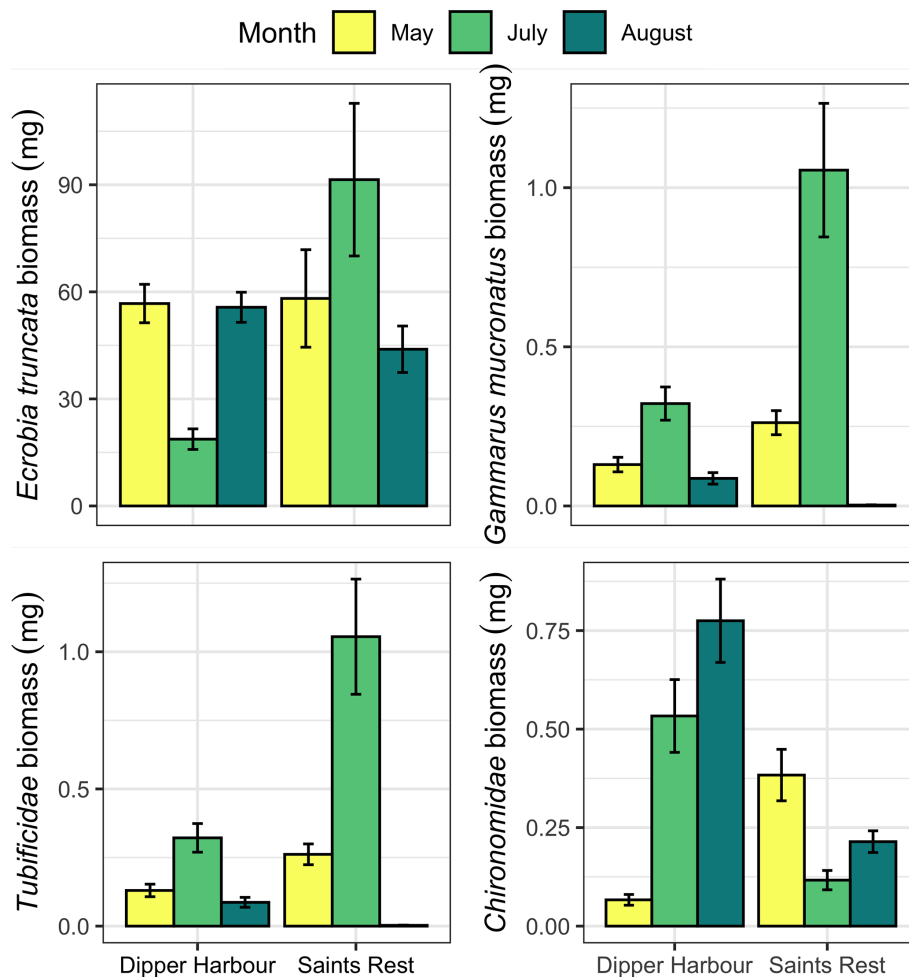 Month May July August
Ecrobia truncata biomass (mg)
90
60
30
0
Gammarus mucronatus biomass (mg)
1.0
0.5
0.0
Tubificidae biomass (mg)
1.0
0.5
0.0
Dipper Harbour Saints Rest
Chironomidae biomass (mg)
0.75
0.50
0.25
0.00
Dipper Harbour Saints Rest